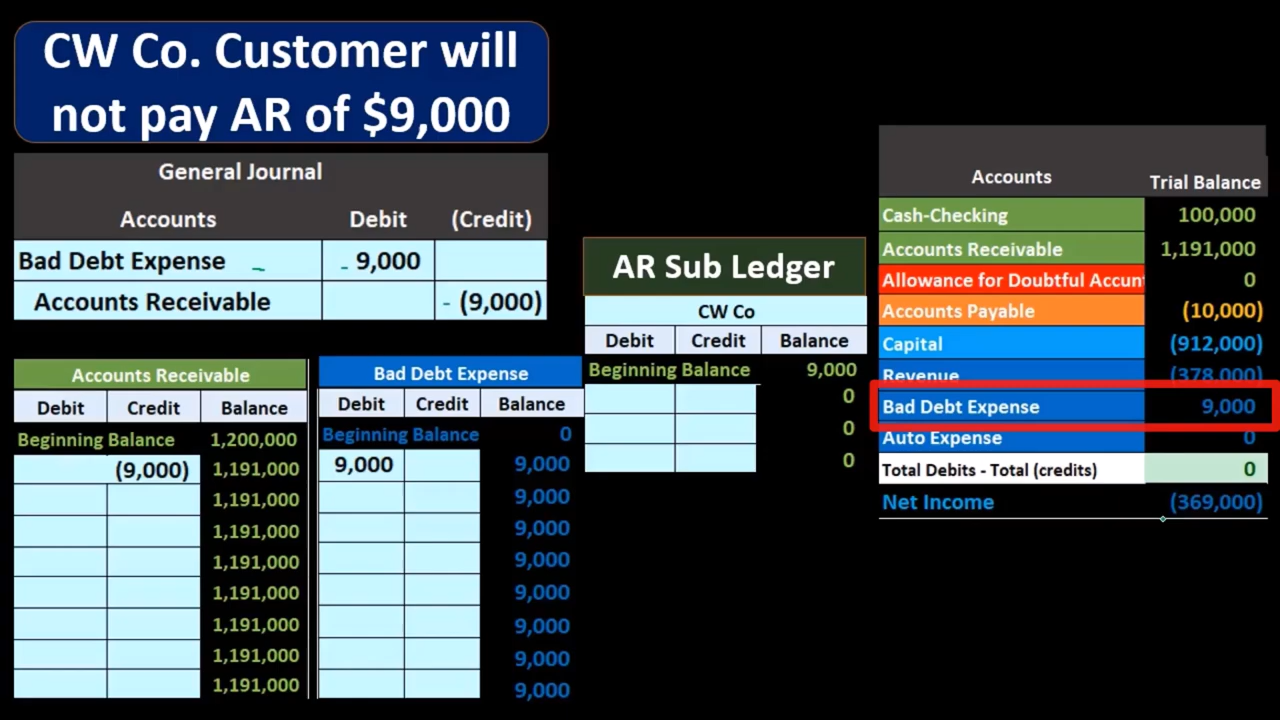 CW Co. Customer will
not pay AR of $9,000
General Journal
Accounts Debit (Credit)
Bad Debt Expense 9,000
Accounts Receivable (9,000)
Accounts Receivable
Debit Credit Balance
Beginning Balance 1,200,000
(9,000) 1,191,000
1,191,000
1,191,000
1,191,000
1,191,000
1,191,000
1,191,000
1,191,000
Bad Debt Expense
Debit Credit Balance
Beginning Balance 0
9,000 9,000
9,000
9,000
9,000
9,000
9,000
9,000
9,000
AR Sub Ledger
CW Co
Debit Credit Balance
Beginning Balance 9,000
0
0
0
Accounts Trial Balance
Cash-Checking 100,000
Accounts Receivable 1,191,000
Allowance for Doubtful Accun 0
Accounts Payable (10,000)
Capital (912,000)
Revenue (378,000)
Bad Debt Expense 9,000
Auto Expense 0
Total Debits - Total (credits) 0
Net Income (369,000)